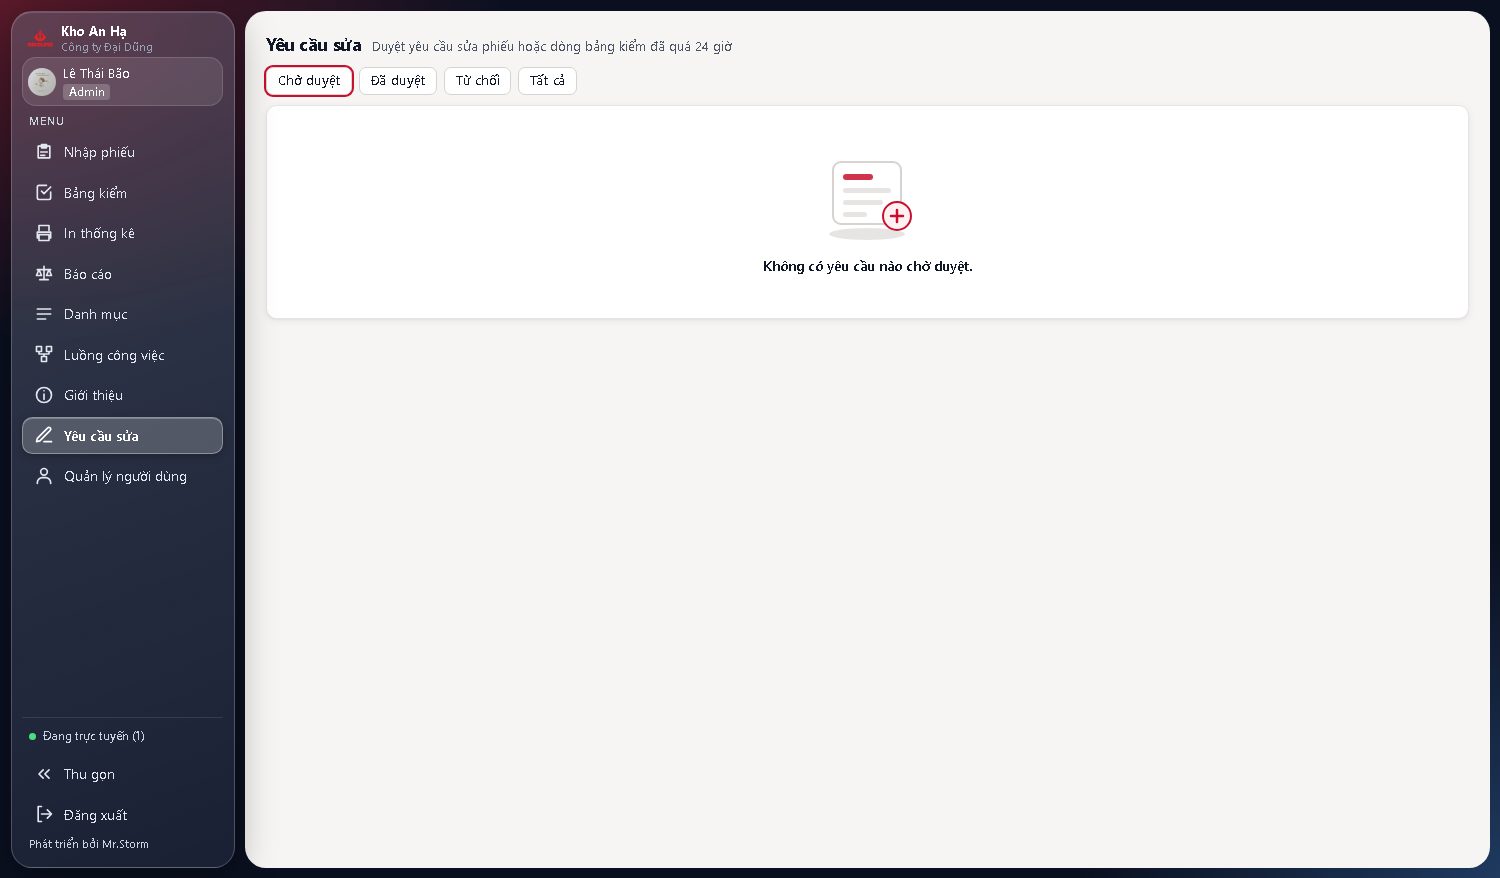 Kho An Hạ
Công ty Đại Dũng
Lê Thái Bão
Admin
MENU
Nhập phiếu
Bảng kiểm
In thống kê
Báo cáo
Danh mục
Luồng công việc
Giới thiệu
Yêu cầu sửa
Quản lý người dùng
Đang trực tuyến (1)
Thu gọn
Đăng xuất
Phát triển bởi Mr.Storm
Yêu cầu sửa Duyệt yêu cầu sửa phiếu hoặc dòng bảng kiểm đã quá 24 giờ
Chờ duyệt Đã duyệt Từ chối Tất cả
Không có yêu cầu nào chờ duyệt.